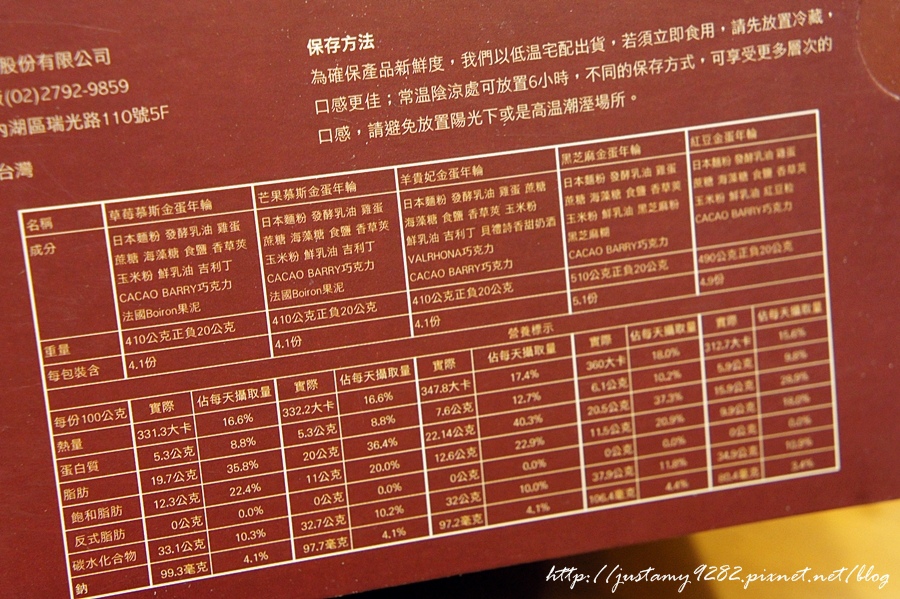 股份有限公司
(02)2792-9859
內湖區瑞光路110號5F
台灣
保存方法
為確保產品新鮮度，我們以低溫宅配出貨，若須立即食用，請先放置冷藏，
口感更佳；常溫陰涼處可放置6小時，不同的保存方式，可享受更多層次的
口感，請避免放置陽光下或是高溫潮溼場所。
名稱 草莓慕斯金蛋年輪 芒果慕斯金蛋年輪 羊貴妃金蛋年輪 黑芝麻金蛋年輪 紅豆金蛋年輪
成分
日本麵粉 發酵乳油 雞蛋
蔗糖 海藻糖 食鹽 香草莢
玉米粉 鮮乳油 吉利丁
CACAO BARRY巧克力
法國Boiron果泥
日本麵粉 發酵乳油 雞蛋
蔗糖 海藻糖 食鹽 香草莢
玉米粉 鮮乳油 吉利丁
CACAO BARRY巧克力
法國Boiron果泥
日本麵粉 發酵乳油 雞蛋 蔗糖
海藻糖 食鹽 香草莢 玉米粉
鮮乳油 吉利丁 貝禮詩香甜奶酒
VALRHONA巧克力
CACAO BARRY巧克力
日本麵粉 發酵乳油 雞蛋
蔗糖 海藻糖 食鹽 香草莢
玉米粉 鮮乳油 黑芝麻粉
黑芝麻糊
CACAO BARRY巧克力
日本麵粉 發酵乳油 雞蛋
蔗糖 海藻糖 食鹽 香草莢
玉米粉 鮮乳油 紅豆粒
CACAO BARRY巧克力
重量 410公克正負20公克 410公克正負20公克 410公克正負20公克 510公克正負20公克 490公克正負20公克
每包裝含 4.1份 4.1份 4.1份 5.1份 4.9份
營養標示
每份100公克 實際 佔每天攝取量 實際 佔每天攝取量 實際 佔每天攝取量 實際 佔每天攝取量 實際 佔每天攝取量
熱量 331.3大卡 16.6% 332.2大卡 16.6% 347.8大卡 17.4% 360大卡 18.0% 312.7大卡 15.6%
蛋白質 5.3公克 8.8% 5.3公克 8.8% 7.6公克 12.7% 6.1公克 10.2% 5.9公克 9.8%
脂肪 19.7公克 35.8% 20公克 36.4% 22.14公克 40.3% 20.5公克 37.3% 15.9公克 28.9%
飽和脂肪 12.3公克 22.4% 11公克 20.0% 12.6公克 22.9% 11.5公克 20.9% 9.9公克 18.0%
反式脂肪 0公克 0.0% 0公克 0.0% 0公克 0.0% 0公克 0.0% 0公克 0.0%
碳水化合物 33.1公克 10.3% 32.7公克 10.2% 32公克 10.0% 37.9公克 11.8% 34.9公克 10.9%
鈉 99.3毫克 4.1% 97.7毫克 4.1% 97.2毫克 4.1% 106.4毫克 4.4% 80.4毫克 3.4%
http://justamy9282.pixnet.net/blog